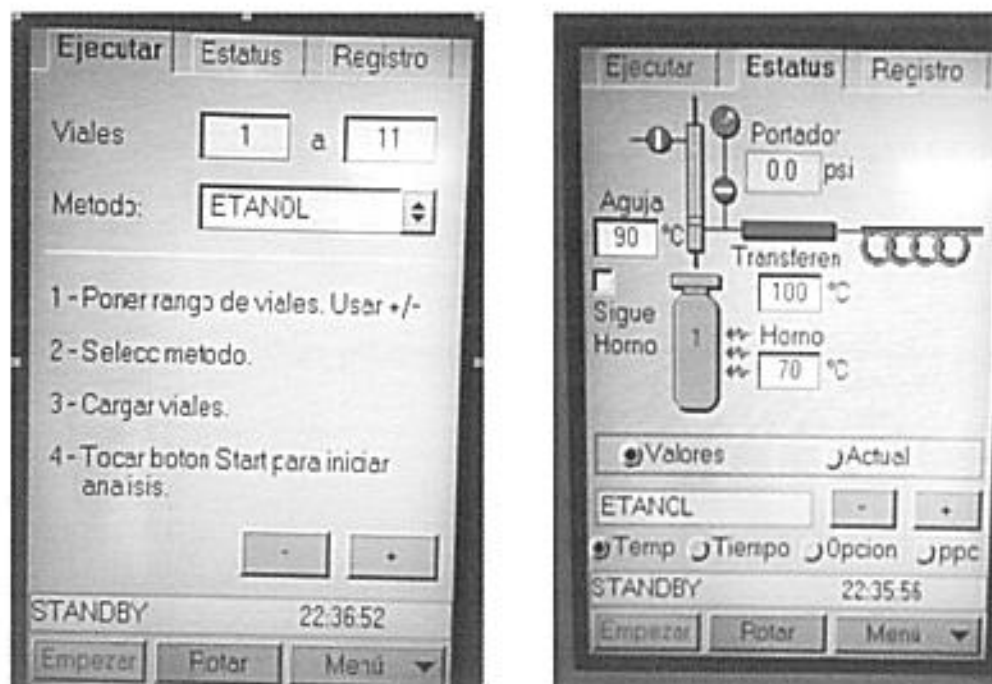 Ejecutar Estatus Registro
Viales 1 a 11
Metodo: ETANOL
1 - Poner rango de viales. Usar +/-
2 - Selecc metodo.
3 - Cargar viales.
4 - Tocar boton Start para iniciar
analisis.
- +
STANDBY 22:36:52
Empezar Rotar Menú
Ejecutar Estatus Registro
Portador
0.0 psi
Aguja
90 °C
Transferen
100 °C
Sigue
Horno
1
Horno
70 °C
Valores Actual
ETANOL
- +
Temp Tiempo Opcion ppc
STANDBY 22:35:56
Empezar Rotar Menú